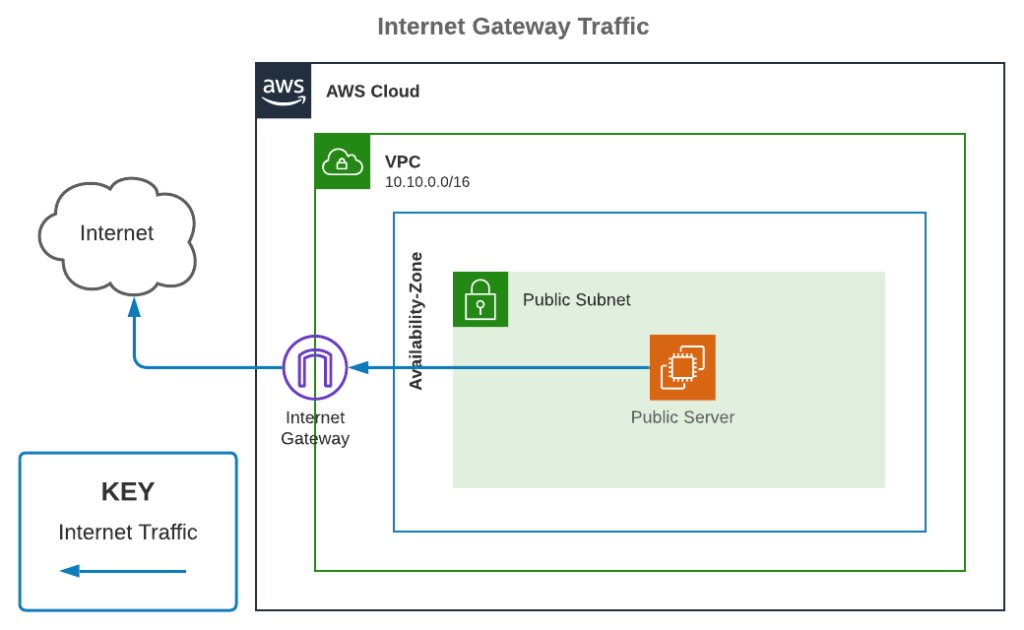 Internet Gateway Traffic
aws
AWS Cloud
VPC
10.10.0.0/16
Internet
Availability-Zone
Public Subnet
Public Server
Internet
Gateway
KEY
Internet Traffic